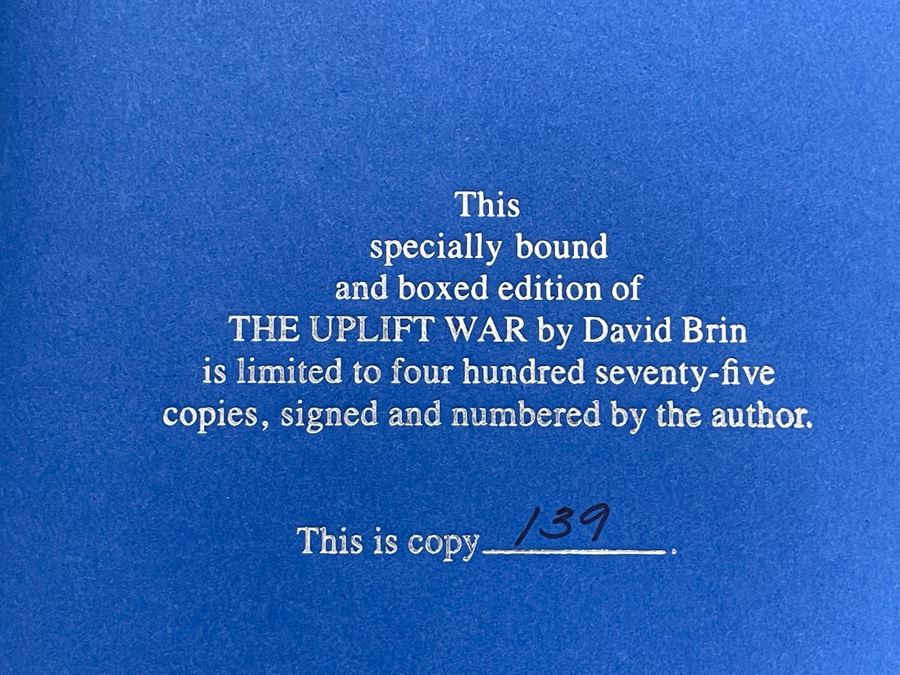 This
specially bound
and boxed edition of
THE UPLIFT WAR by David Brin
is limited to four hundred seventy-five
copies, signed and numbered by the author.
This is copy 139.